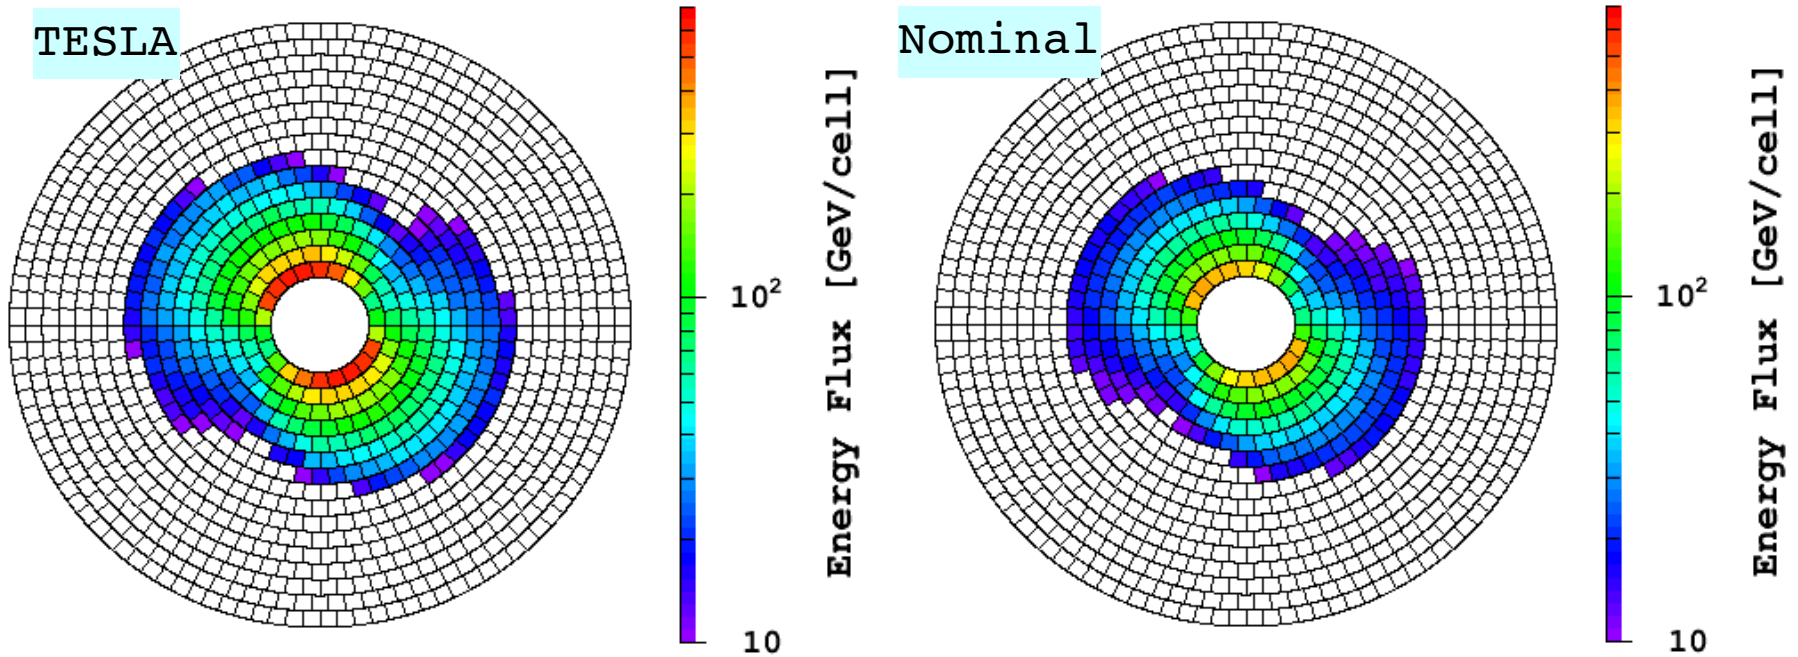 TESLA
10²
10
Energy Flux [GeV/cell]
Nominal
10²
10
Energy Flux [GeV/cell]